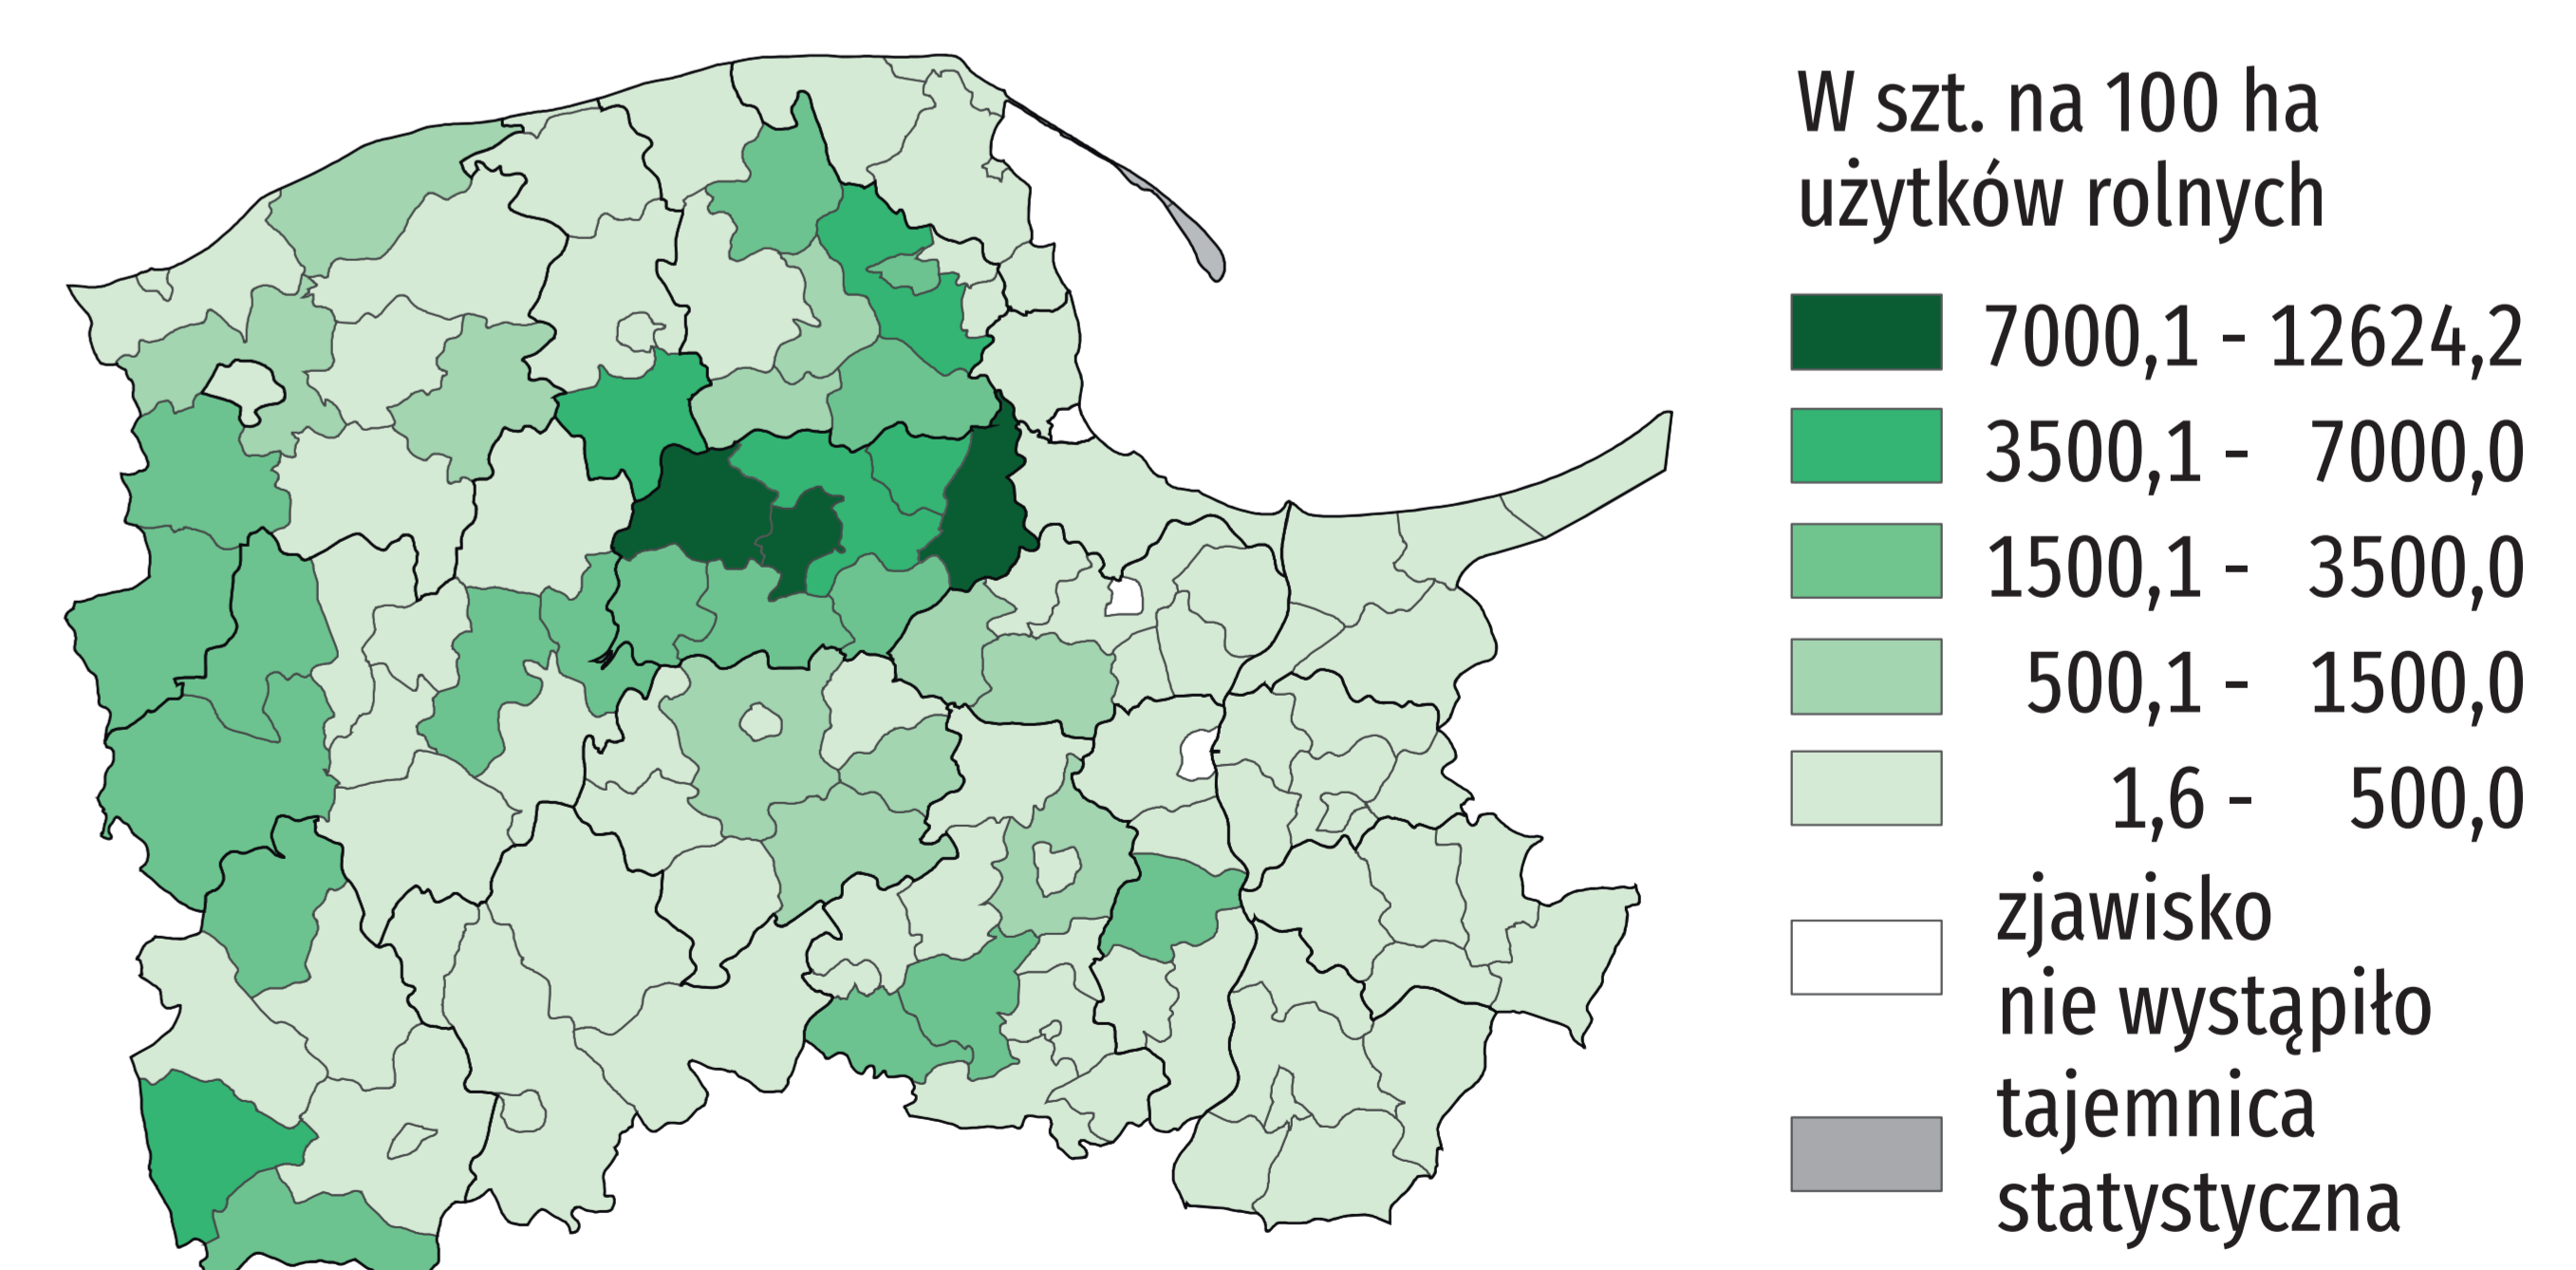 W szt. na 100 ha
użytków rolnych
7000,1 - 12624,2
3500,1 - 7000,0
1500,1 - 3500,0
500,1 - 1500,0
1,6 - 500,0
zjawisko
nie wystąpiło
tajemnica
statystyczna